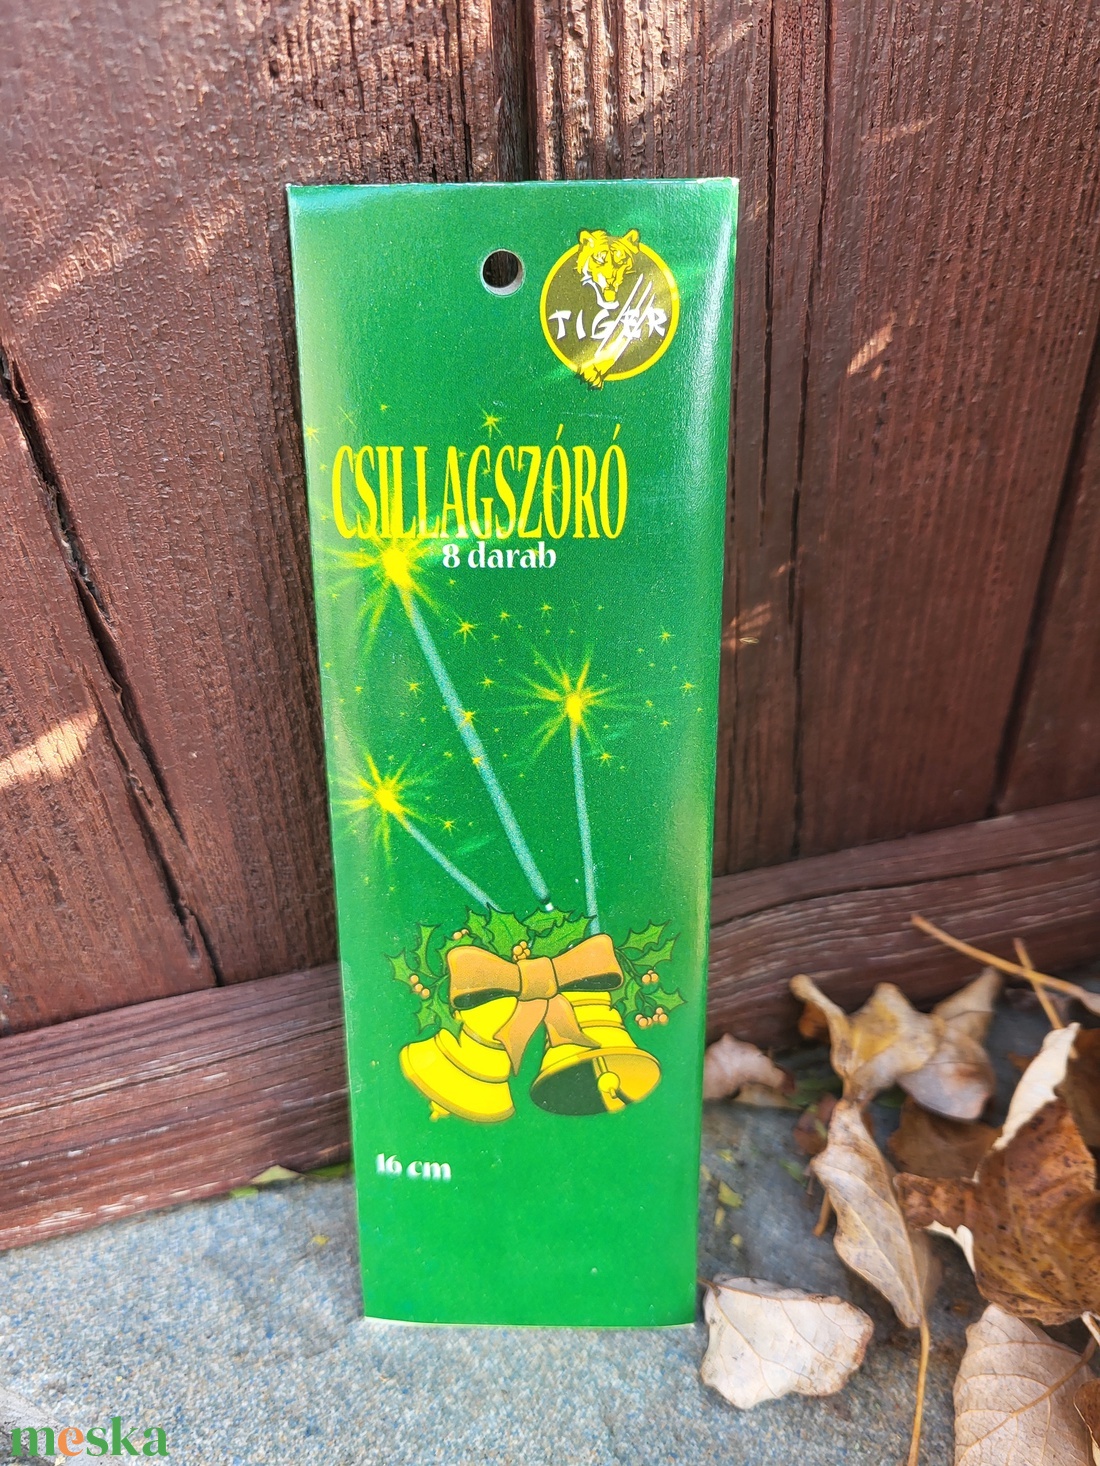 TIGER
CSILLAGSZÓRÓ
8 darab
16 cm
meska